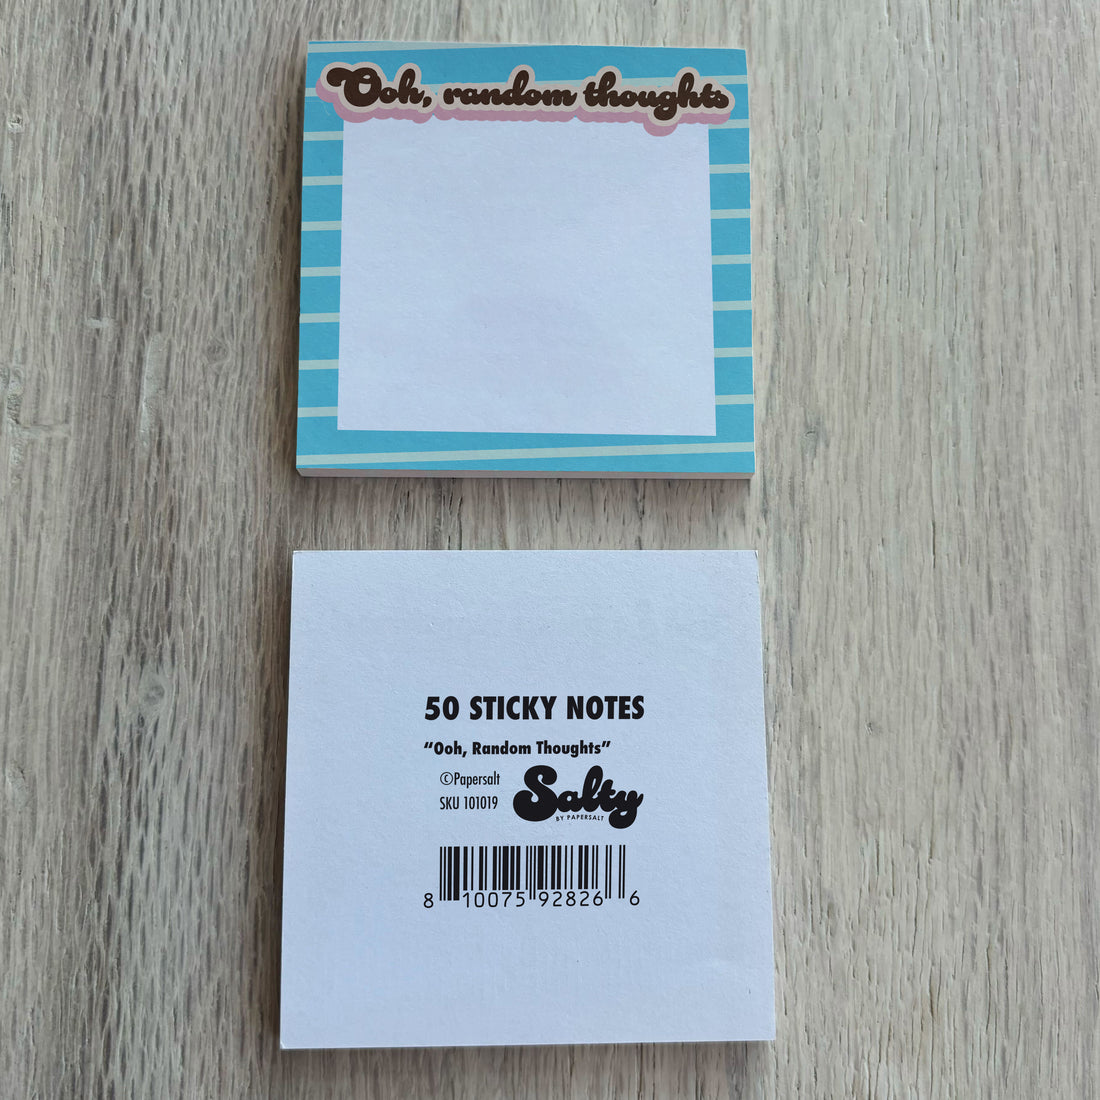 Ooh, random thoughts
50 STICKY NOTES
“Ooh, Random Thoughts”
©Papersalt
SKU 101019
Salty
BY PAPERSALT
8 10075 92826 6